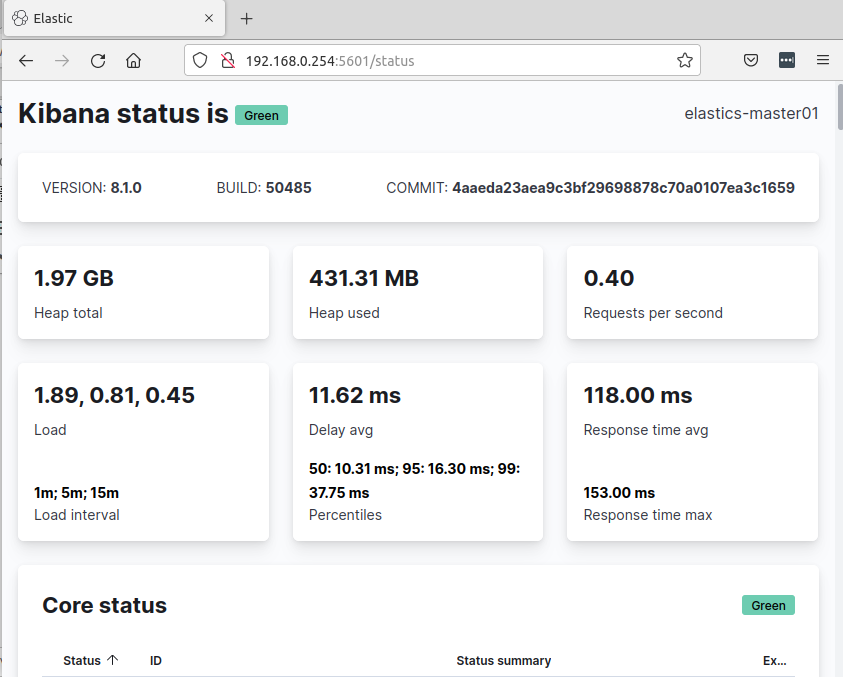 Elastic
192.168.0.254:5601/status
Kibana status is Green
elastics-master01
VERSION: 8.1.0 BUILD: 50485 COMMIT: 4aaeda23aea9c3bf29698878c70a0107ea3c1659
1.97 GB
Heap total
431.31 MB
Heap used
0.40
Requests per second
1.89, 0.81, 0.45
Load
1m; 5m; 15m
Load interval
11.62 ms
Delay avg
50: 10.31 ms; 95: 16.30 ms; 99:
37.75 ms
Percentiles
118.00 ms
Response time avg
153.00 ms
Response time max
Core status Green
Status ID Status summary Ex...